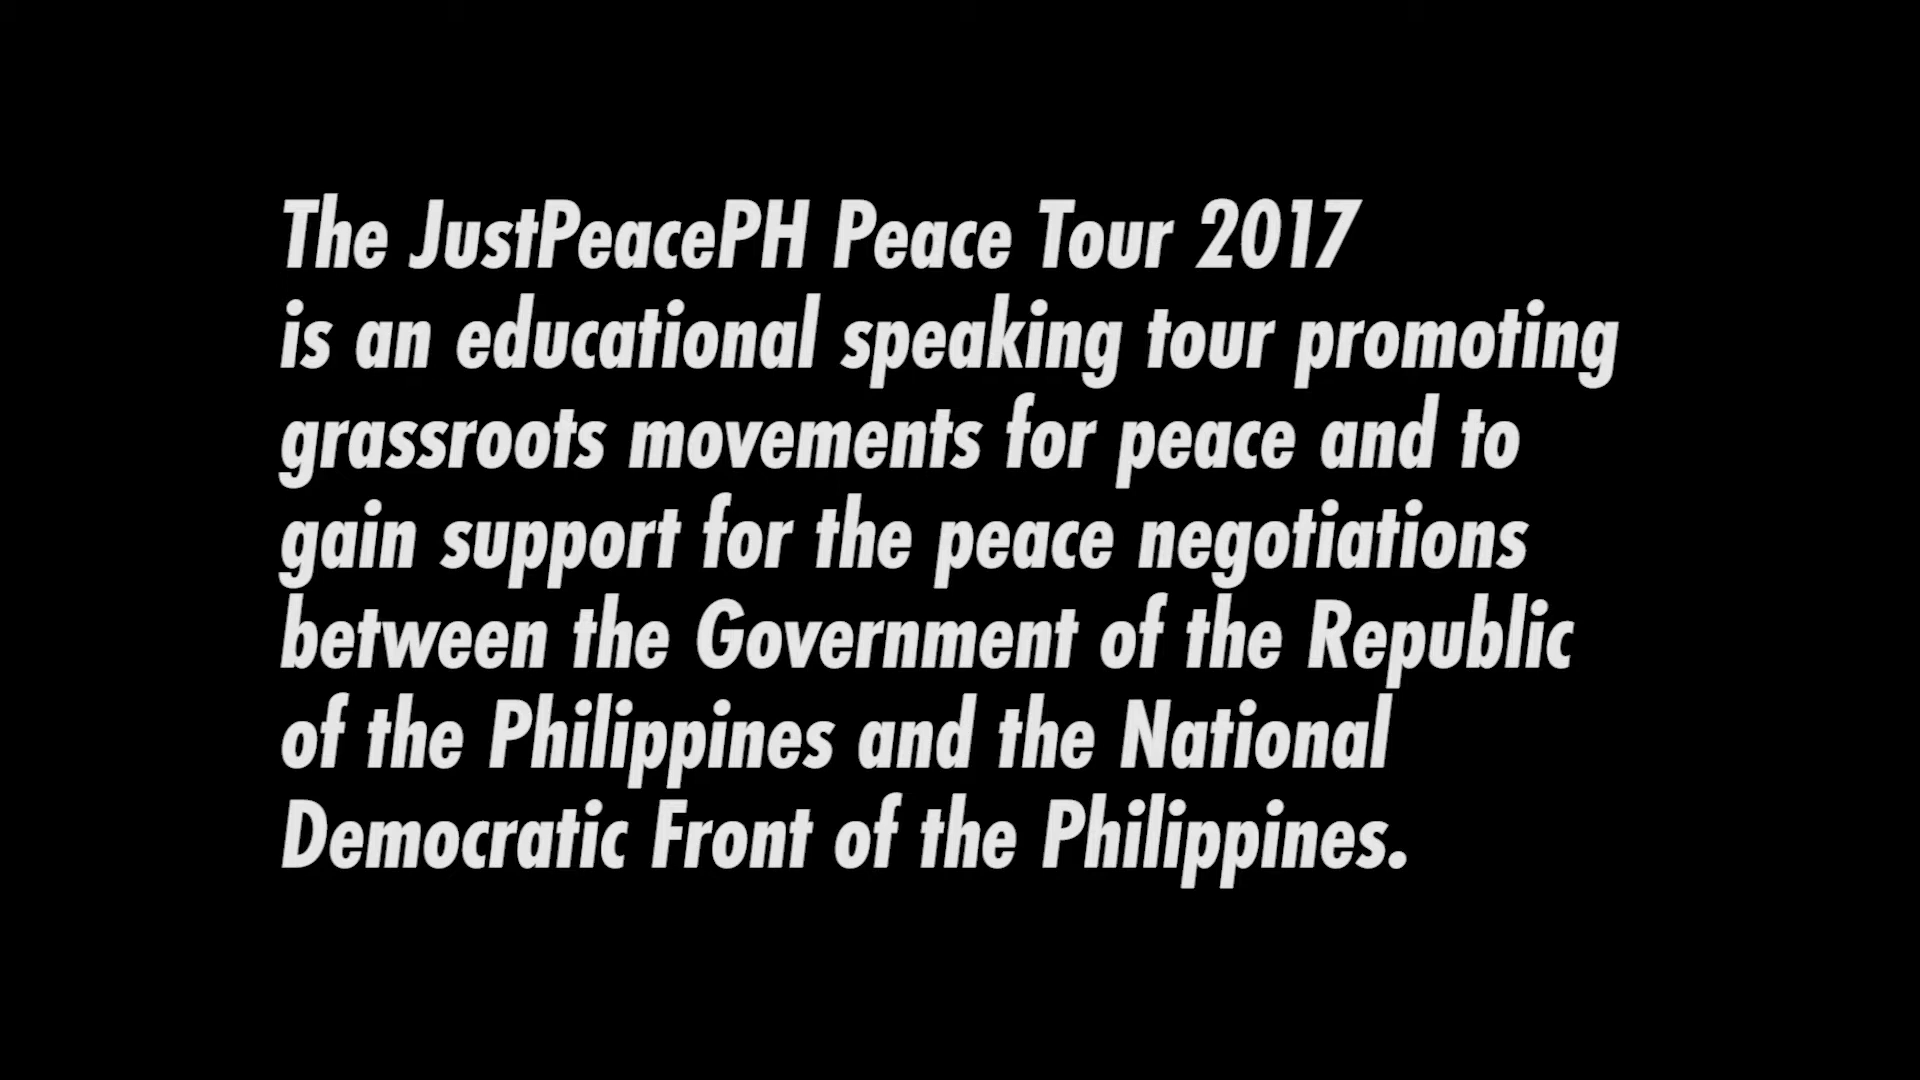 The JustPeacePH Peace Tour 2017
is an educational speaking tour promoting
grassroots movements for peace and to
gain support for the peace negotiations
between the Government of the Republic
of the Philippines and the National
Democratic Front of the Philippines.